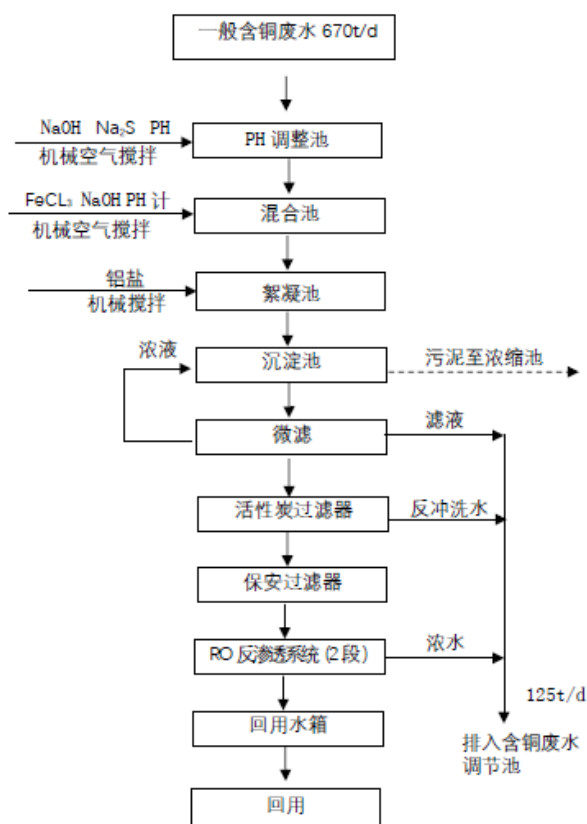 一般含铜废水 670t/d
NaOH Na₂S PH
机械空气搅拌
PH 调整池
FeCL₃ NaOH PH 计
机械空气搅拌
混合池
铝盐
机械搅拌
絮凝池
浓液
沉淀池
污泥至浓缩池
微滤
滤液
活性炭过滤器
反冲洗水
保安过滤器
RO 反渗透系统(2段)
浓水
125t/d
回用水箱
排入含铜废水
调节池
回用